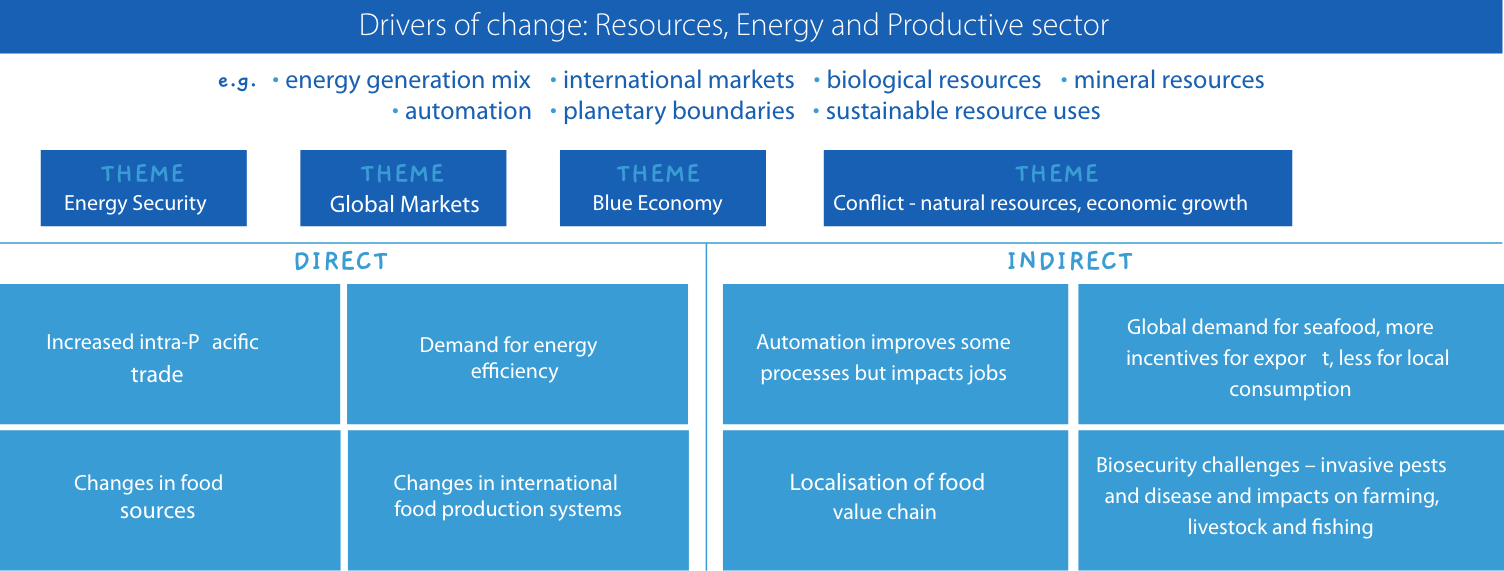 Drivers of change: Resources, Energy and Productive sector
e.g. • energy generation mix • international markets • biological resources • mineral resources
• automation • planetary boundaries • sustainable resource uses
THEME
Energy Security
THEME
Global Markets
THEME
Blue Economy
THEME
Conflict - natural resources, economic growth
DIRECT
Increased intra-P acific
trade
Demand for energy
efficiency
Changes in food
sources
Changes in international
food production systems
INDIRECT
Automation improves some
processes but impacts jobs
Global demand for seafood, more
incentives for expor t, less for local
consumption
Localisation of food
value chain
Biosecurity challenges – invasive pests
and disease and impacts on farming,
livestock and fishing